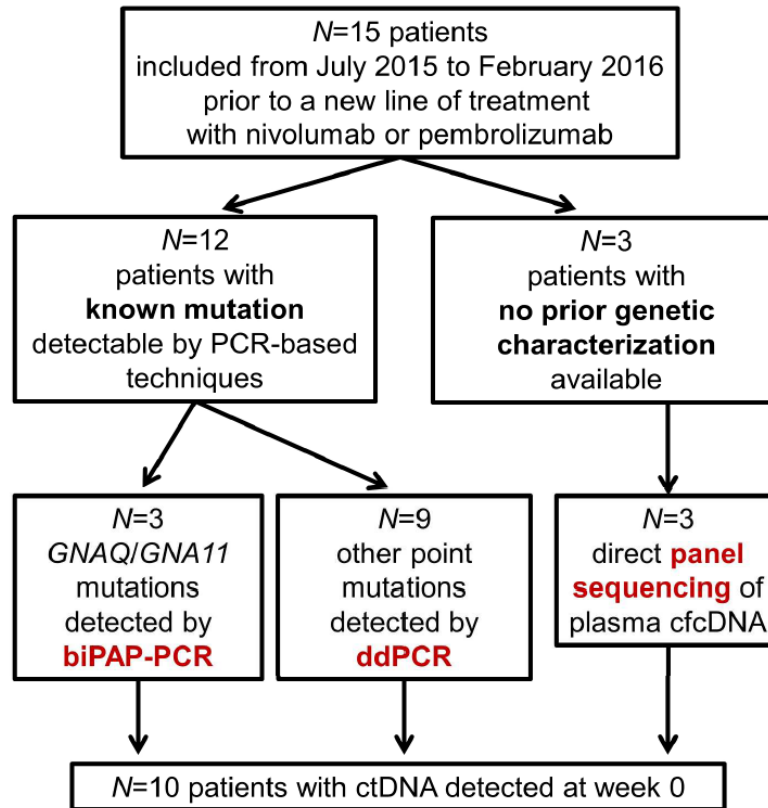 N=15 patients
included from July 2015 to February 2016
prior to a new line of treatment
with nivolumab or pembrolizumab
N=12
patients with
known mutation
detectable by PCR-based
techniques
N=3
patients with
no prior genetic
characterization
available
N=3
GNAQ/GNA11
mutations
detected by
biPAP-PCR
N=9
other point
mutations
detected by
ddPCR
N=3
direct panel
sequencing of
plasma cfcDNA
N=10 patients with ctDNA detected at week 0